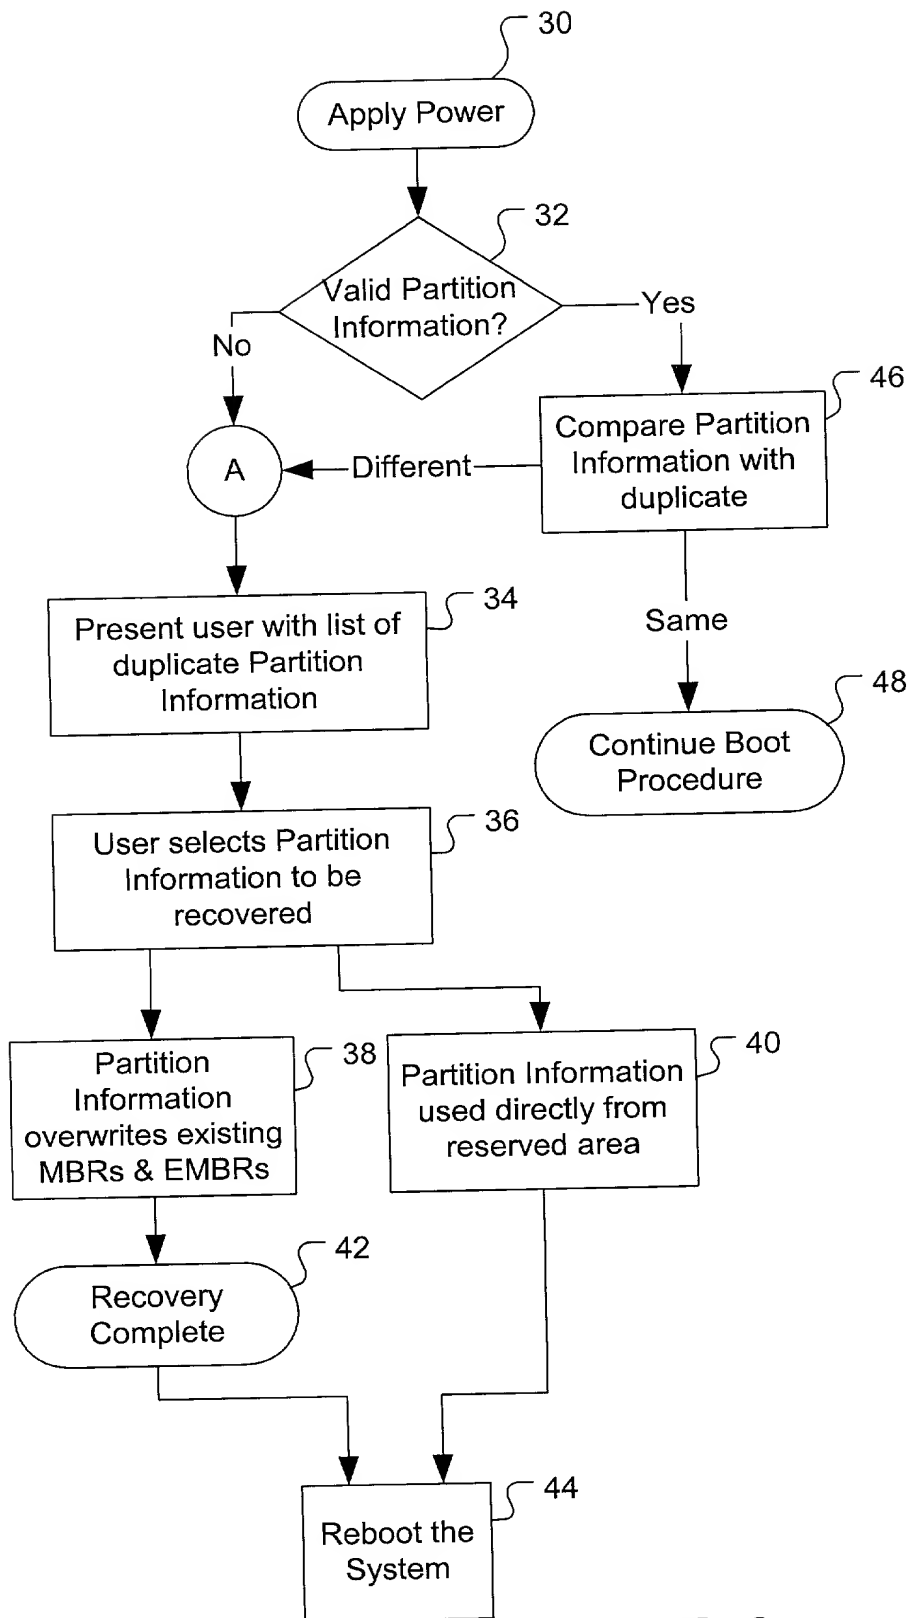 30
Apply Power
32
Valid Partition
Information?
Yes
No
46
Compare Partition
Information with
duplicate
A
Different
34
Present user with list of
duplicate Partition
Information
Same
48
Continue Boot
Procedure
36
User selects Partition
Information to be
recovered
38
Partition
Information
overwrites existing
MBRs & EMBRs
40
Partition Information
used directly from
reserved area
42
Recovery
Complete
44
Reboot the
System